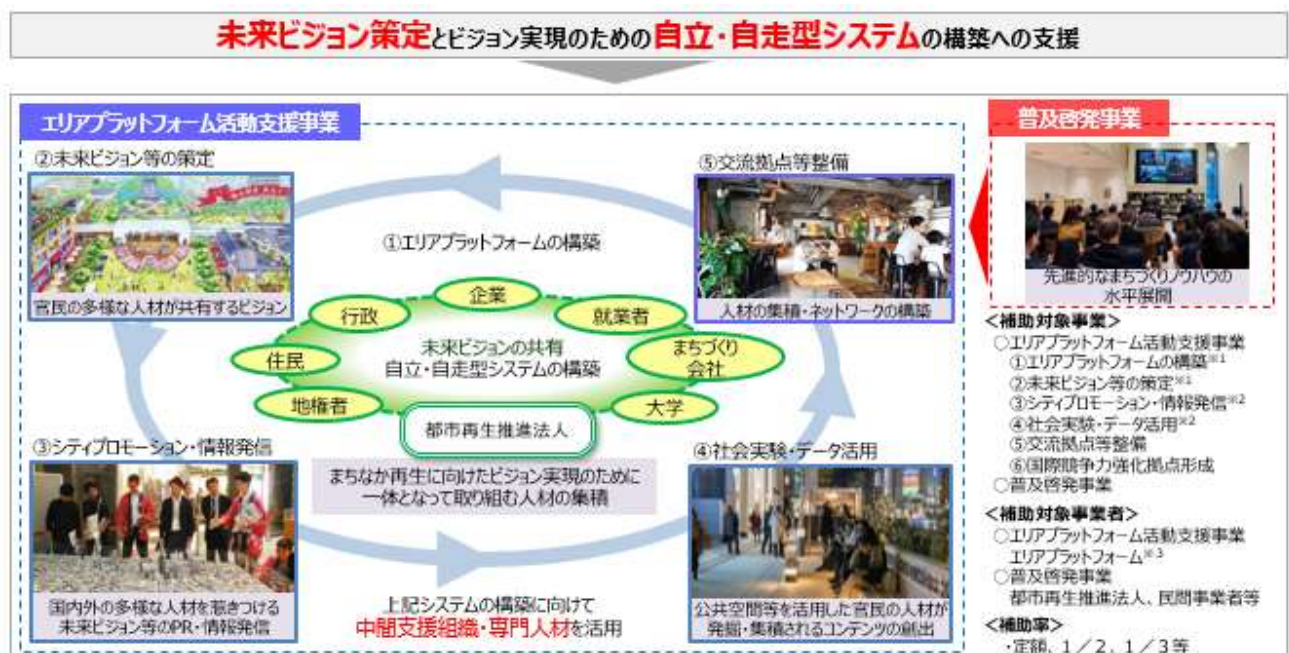 未来ビジョン策定とビジョン実現のための自立・自走型システムの構築への支援
エリアプラットフォーム活動支援事業
②未来ビジョン等の策定
官民の多様な人材が共有するビジョン
①エリアプラットフォームの構築
⑤交流拠点等整備
人材の集積・ネットワークの構築
企業
行政
就業者
住民
まちづくり
会社
地権者
大学
未来ビジョンの共有
自立・自走型システムの構築
都市再生推進法人
まちなか再生に向けたビジョン実現のために
一体となって取り組む人材の集積
③シティプロモーション・情報発信
国内外の多様な人材を惹きつける
未来ビジョン等のPR・情報発信
上記システムの構築に向けて
中間支援組織・専門人材を活用
④社会実験・データ活用
公共空間等を活用した官民の人材が
発掘・集積されるコンテンツの創出
普及啓発事業
先進的なまちづくりノウハウの
水平展開
＜補助対象事業＞
○エリアプラットフォーム活動支援事業
①エリアプラットフォームの構築※1
②未来ビジョン等の策定※1
③シティプロモーション・情報発信※2
④社会実験・データ活用※2
⑤交流拠点等整備
⑥国際競争力強化拠点形成
○普及啓発事業
＜補助対象事業者＞
○エリアプラットフォーム活動支援事業
エリアプラットフォーム※3
○普及啓発事業
都市再生推進法人、民間事業者等
＜補助率＞
・定額、1／2、1／3等